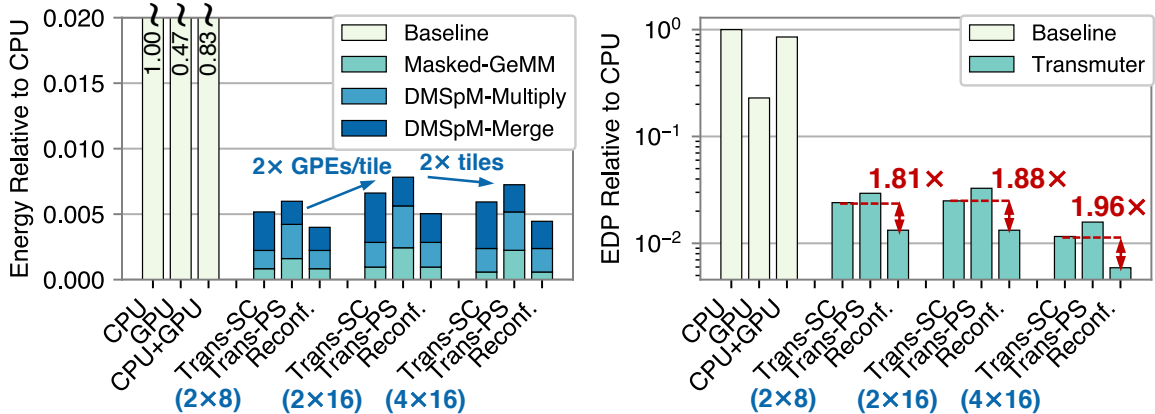 Energy Relative to CPU
0.020
0.015
0.010
0.005
0.000
1.00
0.47
0.83
Baseline
Masked-GeMM
DMSpM-Multiply
DMSpM-Merge
2× GPEs/tile
2× tiles
CPU
GPU
CPU+GPU
Trans-SC
Trans-PS
Reconf.
Trans-SC
Trans-PS
Reconf.
Trans-SC
Trans-PS
Reconf.
(2×8)
(2×16)
(4×16)
EDP Relative to CPU
10⁰
10⁻¹
10⁻²
Baseline
Transmuter
1.81×
1.88×
1.96×
CPU
GPU
CPU+GPU
Trans-SC
Trans-PS
Reconf.
Trans-SC
Trans-PS
Reconf.
Trans-SC
Trans-PS
Reconf.
(2×8)
(2×16)
(4×16)